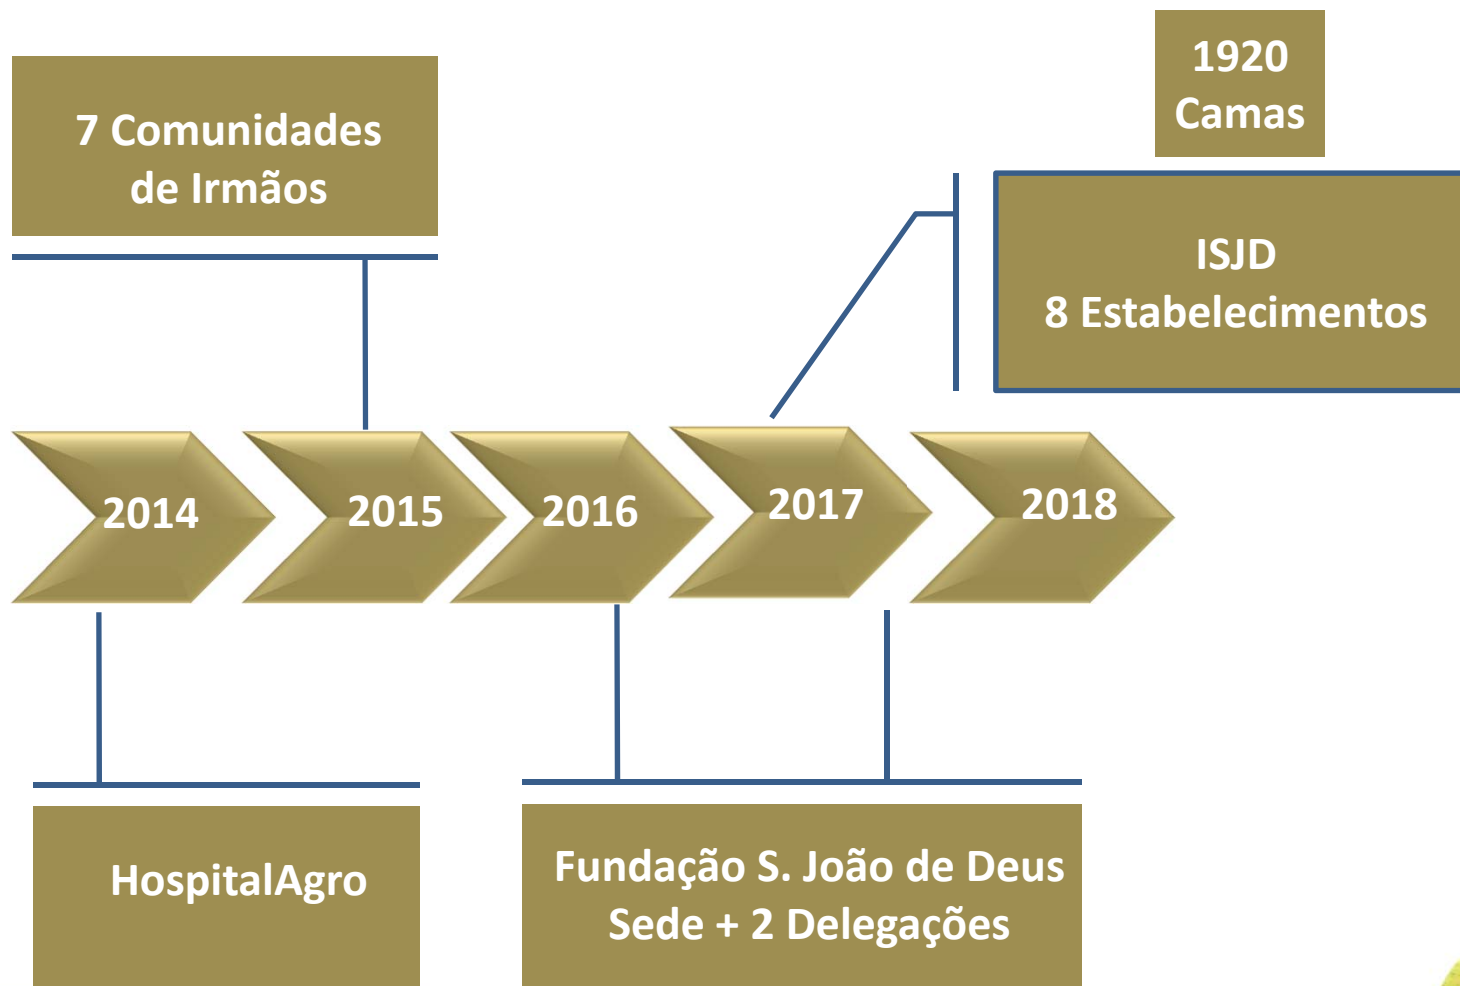 1920
Camas
7 Comunidades
de Irmãos
ISJD
8 Estabelecimentos
2014
2015
2016
2017
2018
HospitalAgro
Fundação S. João de Deus
Sede + 2 Delegações